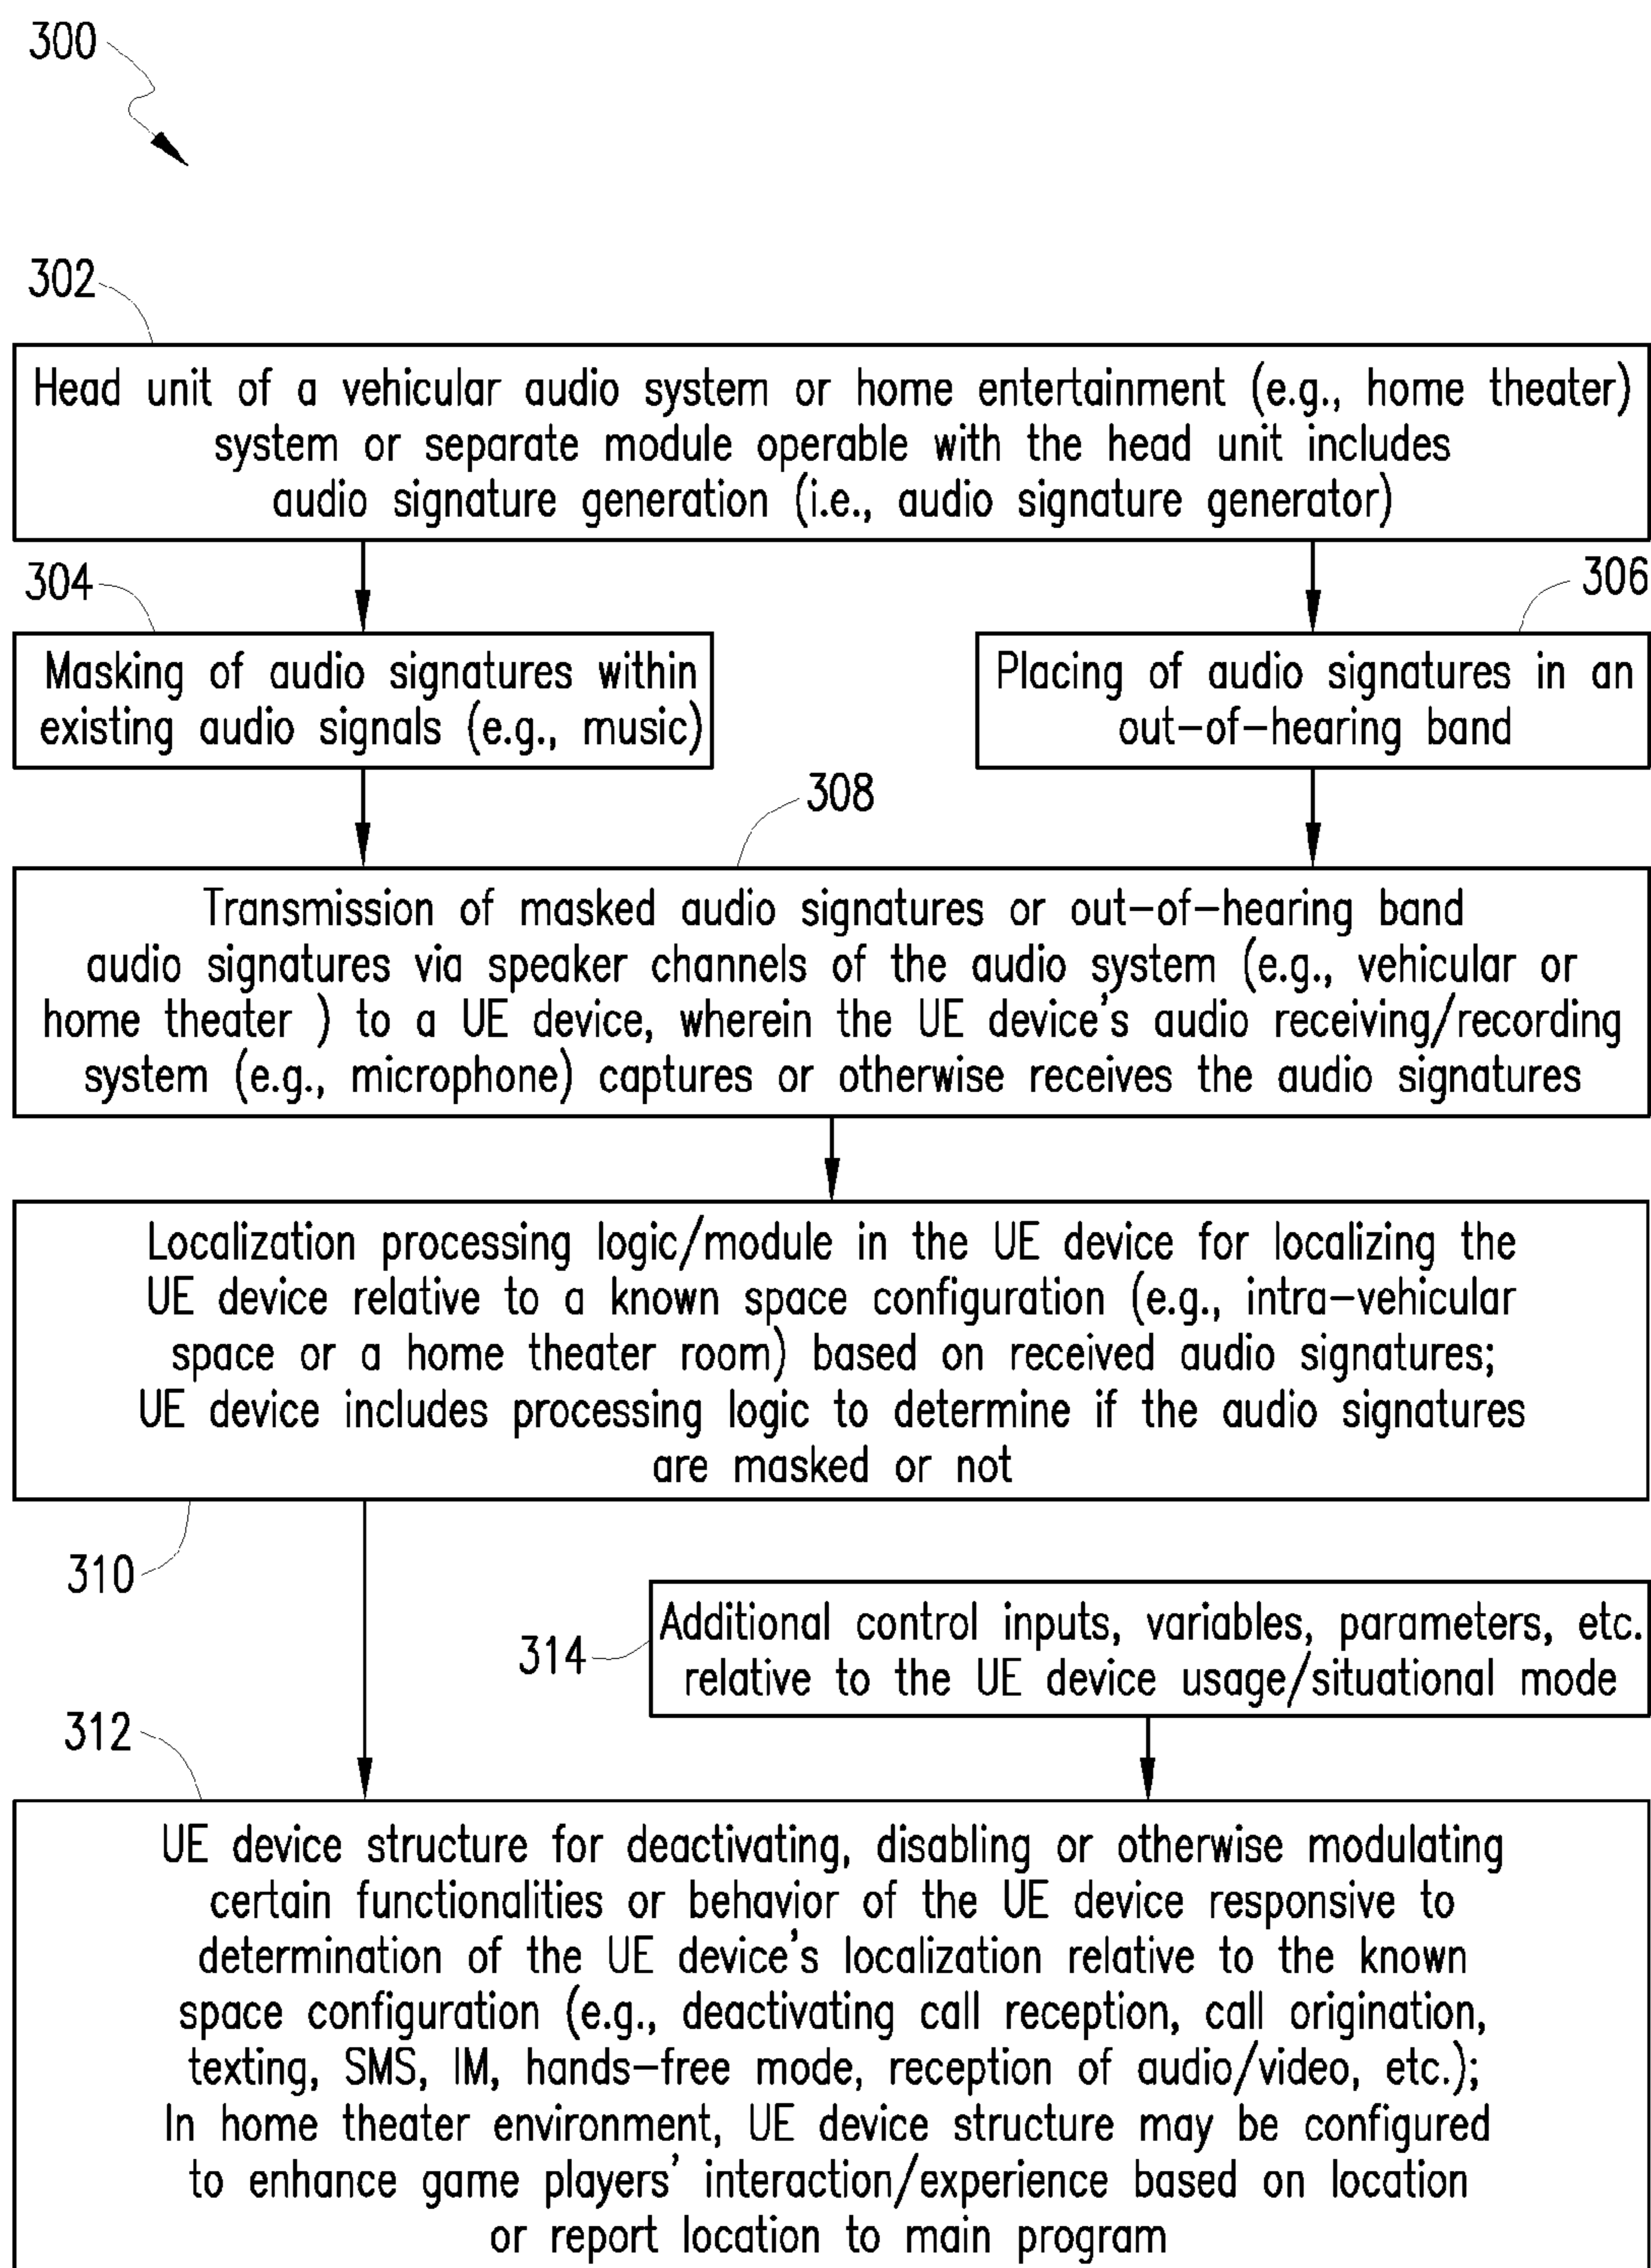 300
302
Head unit of a vehicular audio system or home entertainment (e.g., home theater)
system or separate module operable with the head unit includes
audio signature generation (i.e., audio signature generator)
304
306
Masking of audio signatures within
existing audio signals (e.g., music)
Placing of audio signatures in an
out-of-hearing band
308
Transmission of masked audio signatures or out-of-hearing band
audio signatures via speaker channels of the audio system (e.g., vehicular or
home theater ) to a UE device, wherein the UE device's audio receiving/recording
system (e.g., microphone) captures or otherwise receives the audio signatures
Localization processing logic/module in the UE device for localizing the
UE device relative to a known space configuration (e.g., intra-vehicular
space or a home theater room) based on received audio signatures;
UE device includes processing logic to determine if the audio signatures
are masked or not
310
314
Additional control inputs, variables, parameters, etc.
relative to the UE device usage/situational mode
312
UE device structure for deactivating, disabling or otherwise modulating
certain functionalities or behavior of the UE device responsive to
determination of the UE device's localization relative to the known
space configuration (e.g., deactivating call reception, call origination,
texting, SMS, IM, hands-free mode, reception of audio/video, etc.);
In home theater environment, UE device structure may be configured
to enhance game players' interaction/experience based on location
or report location to main program